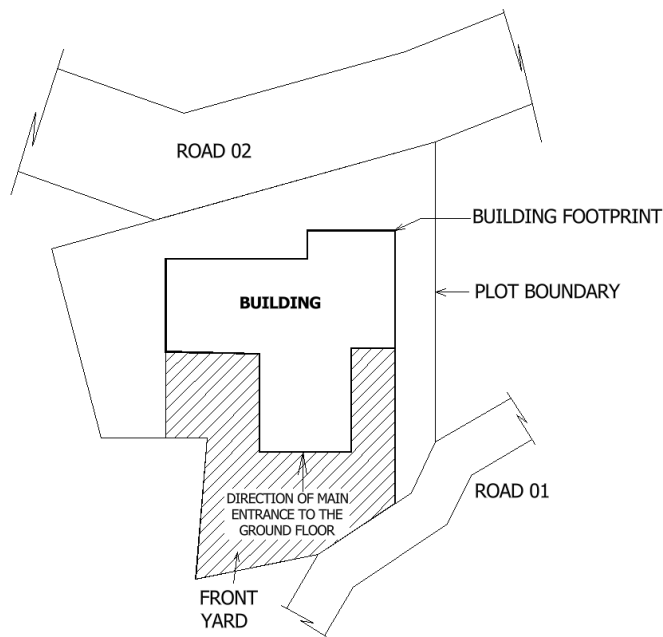 ROAD 02
BUILDING FOOTPRINT
PLOT BOUNDARY
BUILDING
ROAD 01
DIRECTION OF MAIN
ENTRANCE TO THE
GROUND FLOOR
FRONT
YARD